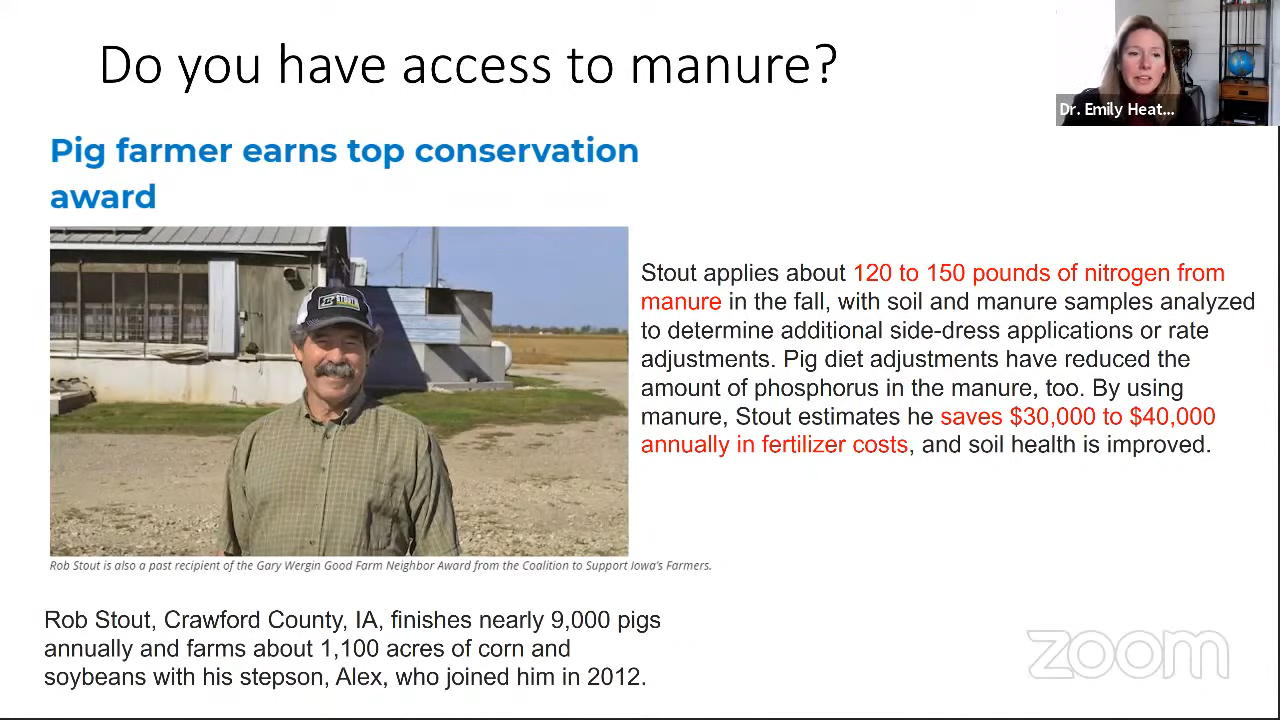 Do you have access to manure?
Dr. Emily Heat...
Pig farmer earns top conservation
award
Stout applies about 120 to 150 pounds of nitrogen from
manure in the fall, with soil and manure samples analyzed
to determine additional side-dress applications or rate
adjustments. Pig diet adjustments have reduced the
amount of phosphorus in the manure, too. By using
manure, Stout estimates he saves $30,000 to $40,000
annually in fertilizer costs, and soil health is improved.
Rob Stout is also a past recipient of the Gary Wergin Good Farm Neighbor Award from the Coalition to Support Iowa's Farmers.
Rob Stout, Crawford County, IA, finishes nearly 9,000 pigs
annually and farms about 1,100 acres of corn and
soybeans with his stepson, Alex, who joined him in 2012.
zoom